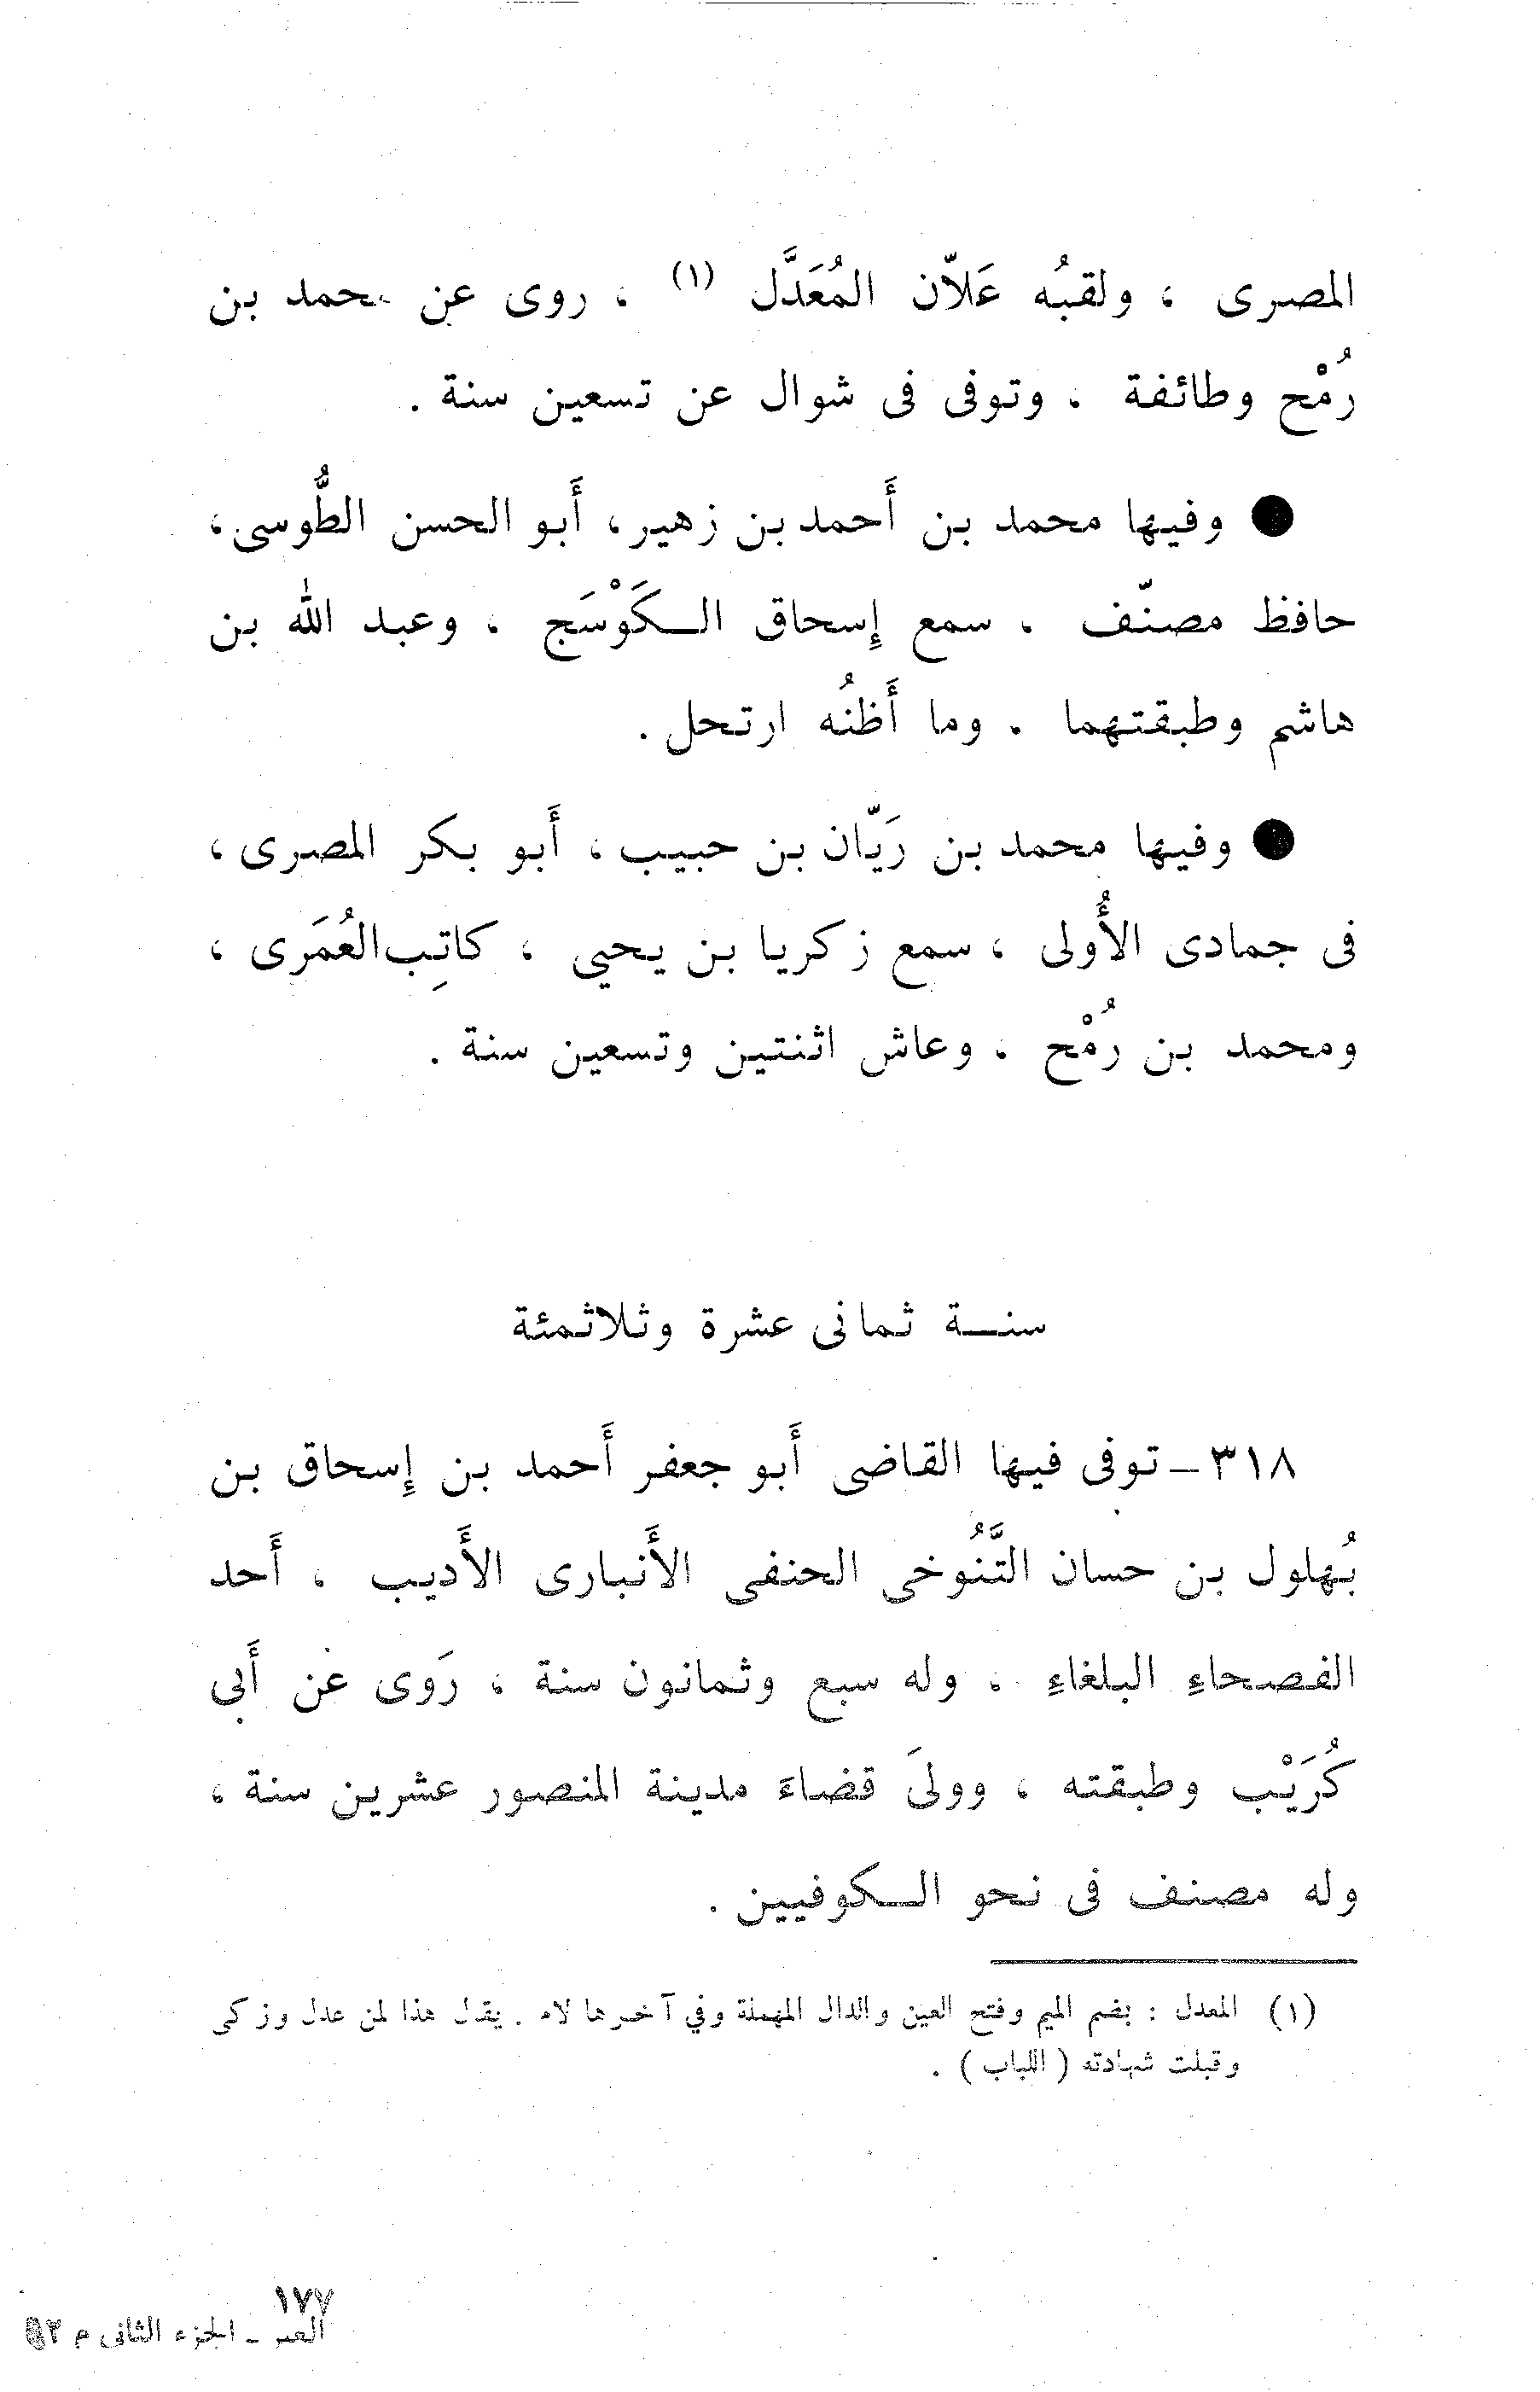 المصرى ، ولقبُه عَلاّن المُعَدَّل (١) ، روى عن محمد بن
رُمْح وطائفة . وتوفى فى شوال عن تسعين سنة .
● وفيها محمد بن أَحمد بن زهير، أَبو الحسن الطُّوسى،
حافظ مصنّف . سمع إِسحاق الكَوْسَج ، وعبد الله بن
هاشم وطبقتهما . وما أَظنُه ارتحل .
● وفيها محمد بن رَيّان بن حبيب، أَبو بكر المصرى،
فى جمادى الأُولى ، سمع زكريا بن يحيي ، كاتِب العُمَرى ،
ومحمد بن رُمْح . وعاش اثنتين وتسعين سنة .
سنة ثمانى عشرة وثلاثمئة
٣١٨ – توفى فيها القاضى أَبو جعفر أَحمد بن إِسحاق بن
بُهلول بن حسان التَّنُوخى الحنفى الأَنبارى الأَديب ، أَحد
الفصحاءِ البلغاءِ . وله سبع وثمانون سنة ، رَوى عن أَبى
كُرَيْب وطبقته ، وولىَ قضاءَ مدينة المنصور عشرين سنة ،
وله مصنف فى نحو الكوفيين .
(١) المعدل : بضم الميم وفتح العين والدال المهملة وفي آخرها لام . يقال هذا لمن عدل وزكى
وقبلت شهادته ( اللباب ) .
١٧٧
العبر – الجزء الثانى م